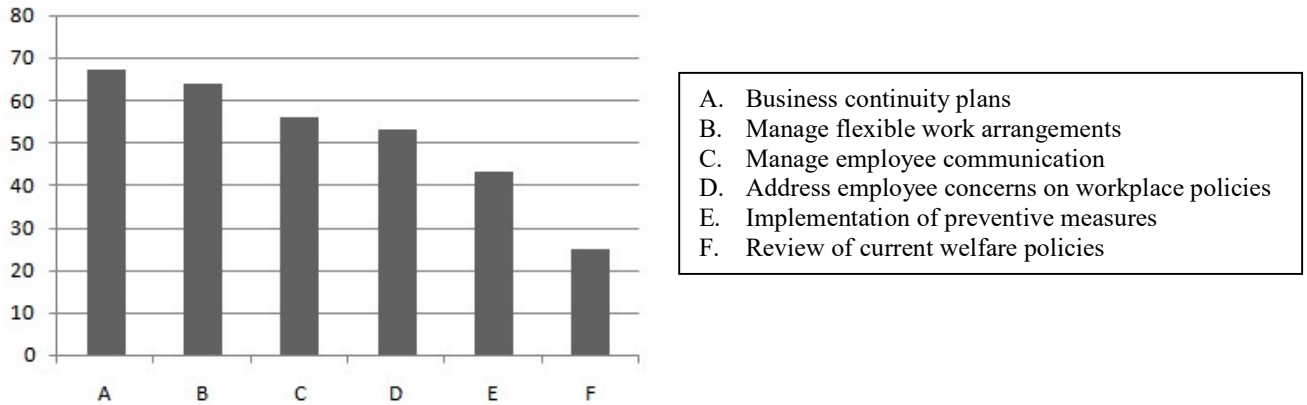 80
70
60
50
40
30
20
10
0
A B C D E F
A. Business continuity plans
B. Manage flexible work arrangements
C. Manage employee communication
D. Address employee concerns on workplace policies
E. Implementation of preventive measures
F. Review of current welfare policies